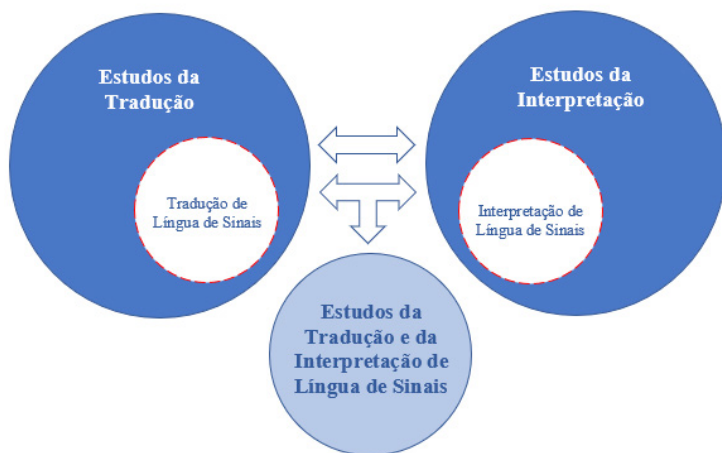 Estudos da
Tradução
Estudos da
Interpretação
Tradução de
Língua de Sinais
Interpretação de
Língua de Sinais
Estudos da
Tradução e da
Interpretação de
Língua de Sinais